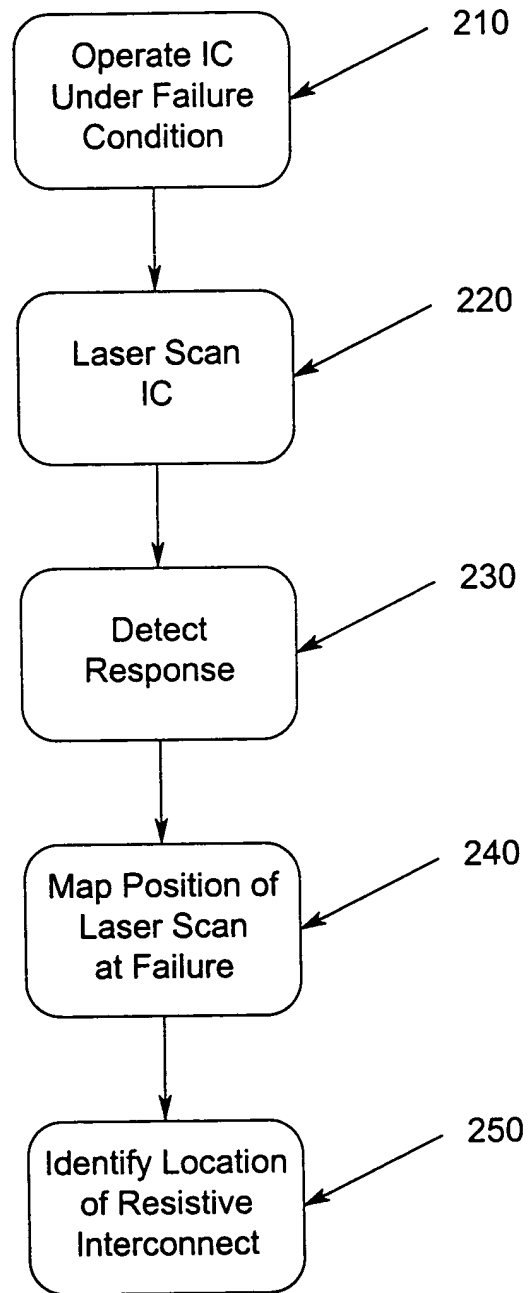 210
Operate IC
Under Failure
Condition
220
Laser Scan
IC
230
Detect
Response
240
Map Position of
Laser Scan
at Failure
250
Identify Location
of Resistive
Interconnect